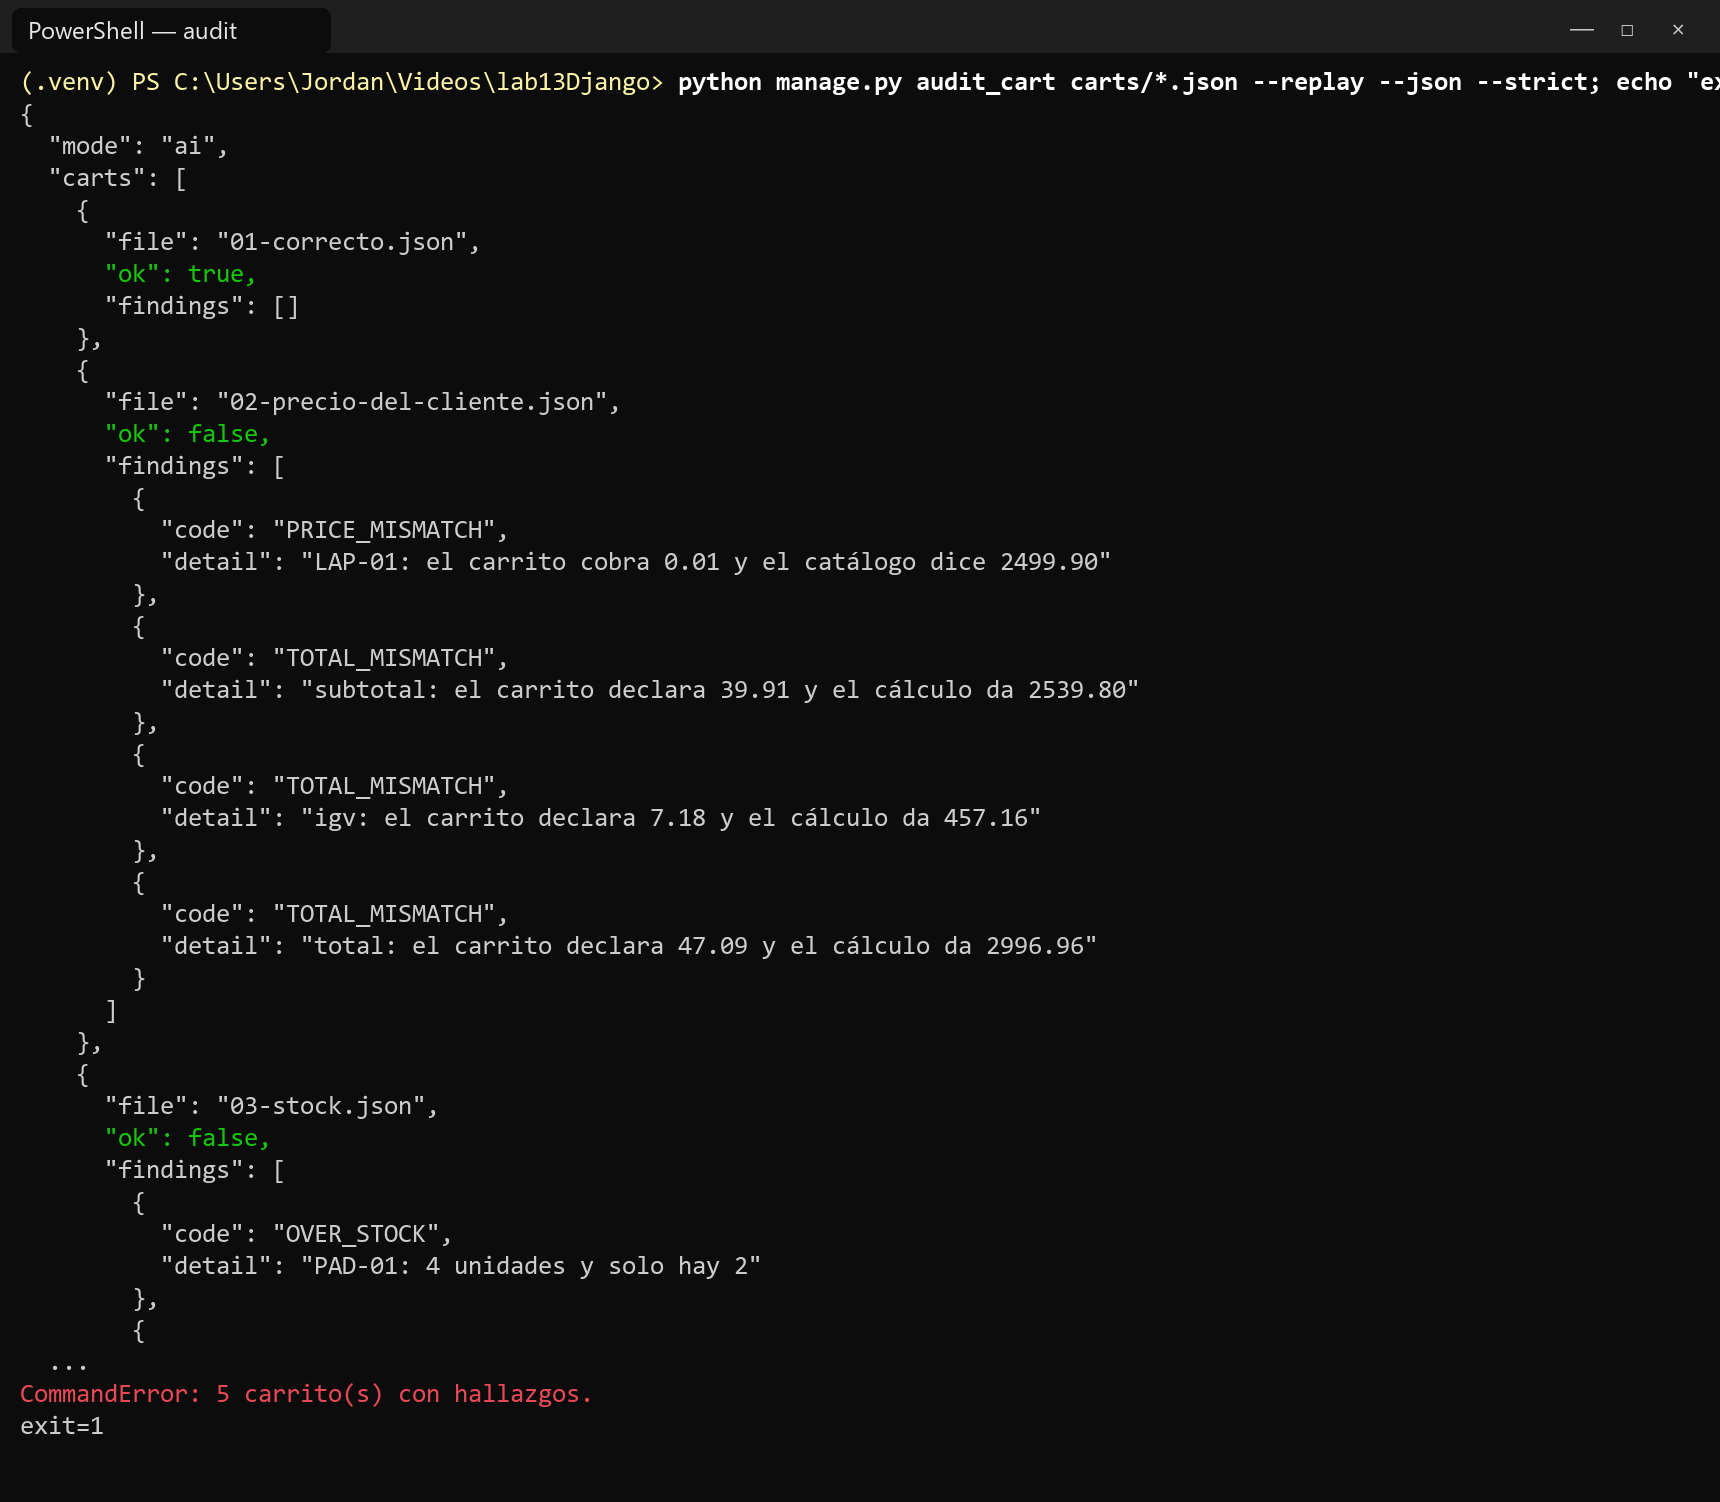 PowerShell — audit
(.venv) PS C:\Users\Jordan\Videos\lab13Django> python manage.py audit_cart carts/*.json --replay --json --strict; echo "ex
{
  "mode": "ai",
  "carts": [
    {
      "file": "01-correcto.json",
      "ok": true,
      "findings": []
    },
    {
      "file": "02-precio-del-cliente.json",
      "ok": false,
      "findings": [
        {
          "code": "PRICE_MISMATCH",
          "detail": "LAP-01: el carrito cobra 0.01 y el catálogo dice 2499.90"
        },
        {
          "code": "TOTAL_MISMATCH",
          "detail": "subtotal: el carrito declara 39.91 y el cálculo da 2539.80"
        },
        {
          "code": "TOTAL_MISMATCH",
          "detail": "igv: el carrito declara 7.18 y el cálculo da 457.16"
        },
        {
          "code": "TOTAL_MISMATCH",
          "detail": "total: el carrito declara 47.09 y el cálculo da 2996.96"
        }
      ]
    },
    {
      "file": "03-stock.json",
      "ok": false,
      "findings": [
        {
          "code": "OVER_STOCK",
          "detail": "PAD-01: 4 unidades y solo hay 2"
        },
        {
  ...
CommandError: 5 carrito(s) con hallazgos.
exit=1